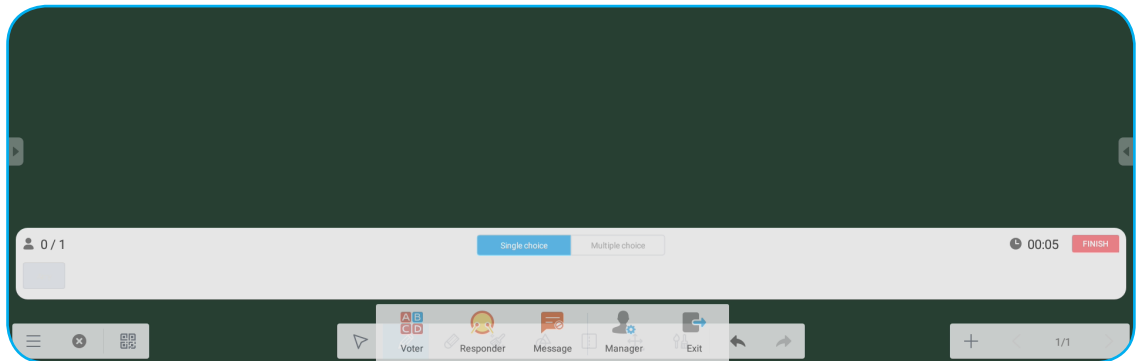 0 / 1
Single choice
Multiple choice
00:05
FINISH
A B
C D
Voter
Responder
Message
Manager
Exit
1/1